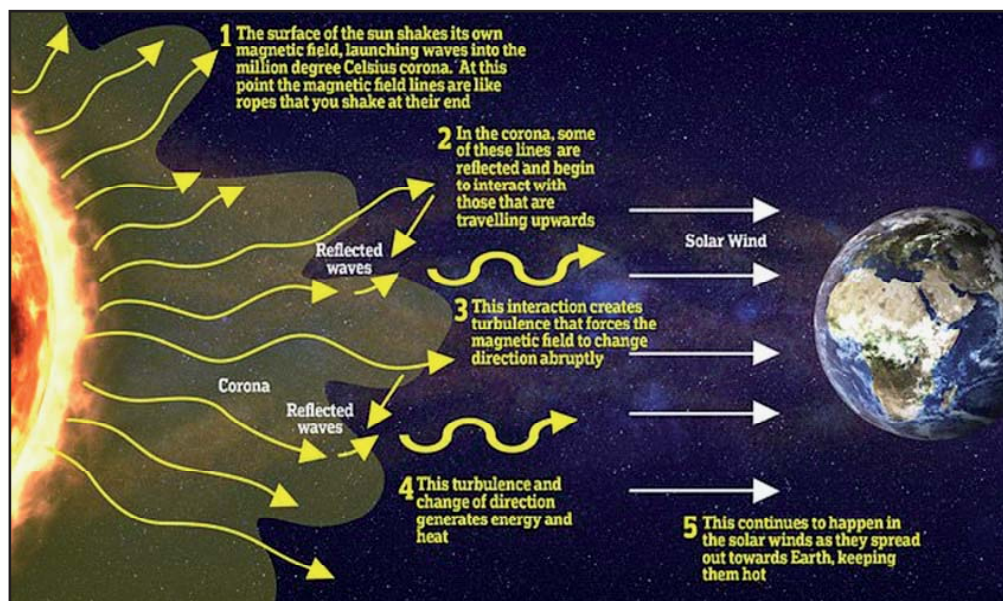 1 The surface of the sun shakes its own
magnetic field, launching waves into the
million degree Celsius corona. At this
point the magnetic field lines are like
ropes that you shake at their end
2 In the corona, some
of these lines are
reflected and begin
to interact with
those that are
travelling upwards
Reflected
waves
Solar Wind
3 This interaction creates
turbulence that forces the
magnetic field to change
direction abruptly
Corona
Reflected
waves
4 This turbulence and
change of direction
generates energy and
heat
5 This continues to happen in
the solar winds as they spread
out towards Earth, keeping
them hot